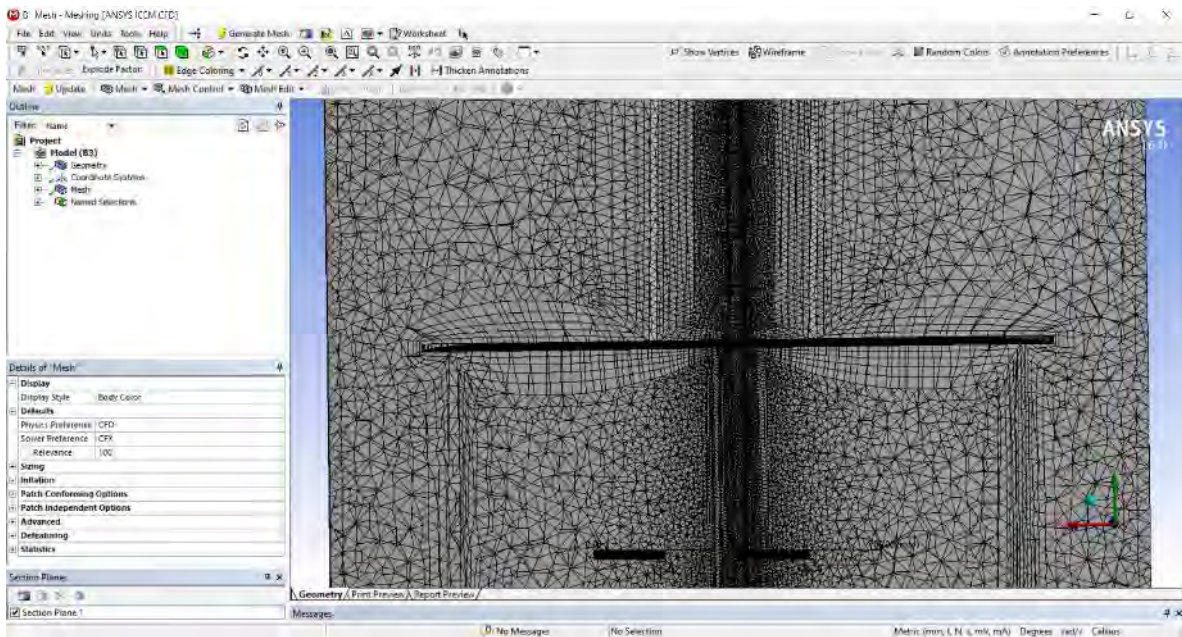 B : Mesh - Meshing [ANSYS ICEM CFD]
File Edit View Units Tools Help Generate Mesh Worksheet
Show Vertices Wireframe Random Colors Annotation Preferences
Explode Factor: Edge Coloring Thicken Annotations
Mesh Update Mesh Mesh Control Mesh Edit
Outline
Filter: Name
Project
Model (B3)
Geometry
Coordinate Systems
Mesh
Named Selections
ANSYS
Details of "Mesh"
Display
Display Style Body Color
Defaults
Physics Preference CFD
Solver Preference CFX
Relevance 100
Sizing
Inflation
Patch Conforming Options
Patch Independent Options
Advanced
Defeaturing
Statistics
Section Planes
Section Plane 1
Geometry Print Preview Report Preview
Messages
No Messages No Selection Metric (mm, t, N, s, mV, mA) Degrees rad/s Celsius